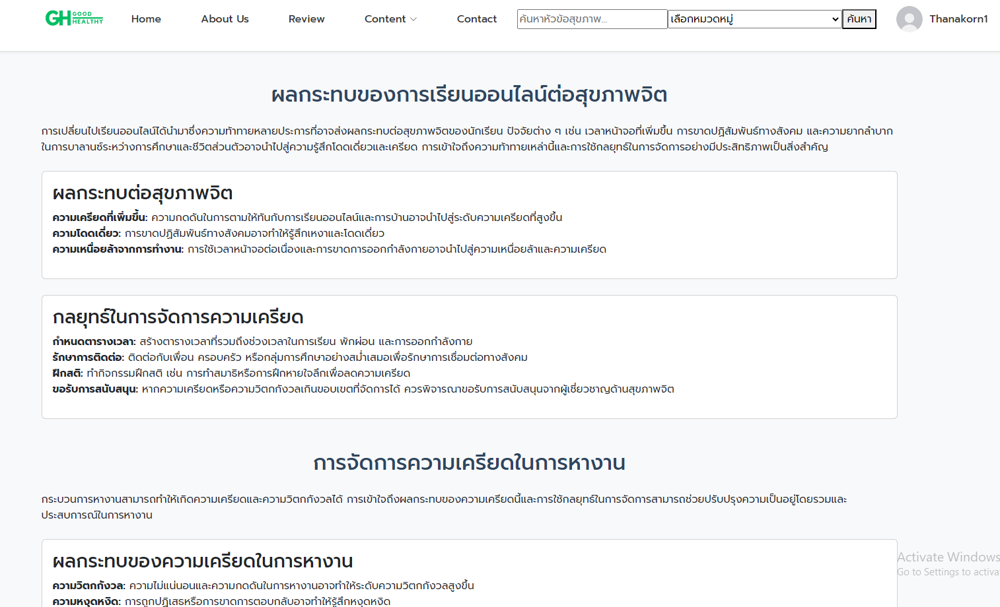 GH GOOD HEALTHY
Home
About Us
Review
Content
Contact
ค้นหาหัวข้อสุขภาพ...
เลือกหมวดหมู่
ค้นหา
Thanakorn1
ผลกระทบของการเรียนออนไลน์ต่อสุขภาพจิต
การเปลี่ยนไปเรียนออนไลน์ได้นำมาซึ่งความท้าทายหลายประการที่อาจส่งผลกระทบต่อสุขภาพจิตของนักเรียน ปัจจัยต่าง ๆ เช่น เวลาหน้าจอที่เพิ่มขึ้น การขาดปฏิสัมพันธ์ทางสังคม และความยากลำบาก
ในการบาลานซ์ระหว่างการศึกษาและชีวิตส่วนตัวอาจนำไปสู่ความรู้สึกโดดเดี่ยวและเครียด การเข้าใจถึงความท้าทายเหล่านี้และการใช้กลยุทธ์ในการจัดการอย่างมีประสิทธิภาพเป็นสิ่งสำคัญ
ผลกระทบต่อสุขภาพจิต
ความเครียดที่เพิ่มขึ้น: ความกดดันในการตามให้ทันกับการเรียนออนไลน์และการบ้านอาจนำไปสู่ระดับความเครียดที่สูงขึ้น
ความโดดเดี่ยว: การขาดปฏิสัมพันธ์ทางสังคมอาจทำให้รู้สึกเหงาและโดดเดี่ยว
ความเหนื่อยล้าจากการทำงาน: การใช้เวลาหน้าจอต่อเนื่องและการขาดการออกกำลังกายอาจนำไปสู่ความเหนื่อยล้าและความเครียด
กลยุทธ์ในการจัดการความเครียด
กำหนดตารางเวลา: สร้างตารางเวลาที่รวมถึงช่วงเวลาในการเรียน พักผ่อน และการออกกำลังกาย
รักษาการติดต่อ: ติดต่อกับเพื่อน ครอบครัว หรือกลุ่มการศึกษาอย่างสม่ำเสมอเพื่อรักษาการเชื่อมต่อทางสังคม
ฝึกสติ: ทำกิจกรรมฝึกสติ เช่น การทำสมาธิหรือการฝึกหายใจลึกเพื่อลดความเครียด
ขอรับการสนับสนุน: หากความเครียดหรือความวิตกกังวลเกินขอบเขตที่จัดการได้ ควรพิจารณาขอรับการสนับสนุนจากผู้เชี่ยวชาญด้านสุขภาพจิต
การจัดการความเครียดในการหางาน
กระบวนการหางานสามารถทำให้เกิดความเครียดและความวิตกกังวลได้ การเข้าใจถึงผลกระทบของความเครียดนี้และการใช้กลยุทธ์ในการจัดการสามารถช่วยปรับปรุงความเป็นอยู่โดยรวมและ
ประสบการณ์ในการหางาน
ผลกระทบของความเครียดในการหางาน
ความวิตกกังวล: ความไม่แน่นอนและความกดดันในการหางานอาจทำให้ระดับความวิตกกังวลสูงขึ้น
ความหงุดหงิด: การถูกปฏิเสธหรือการขาดการตอบกลับอาจทำให้รู้สึกหงุดหงิด
Activate Windows
Go to Settings to activa